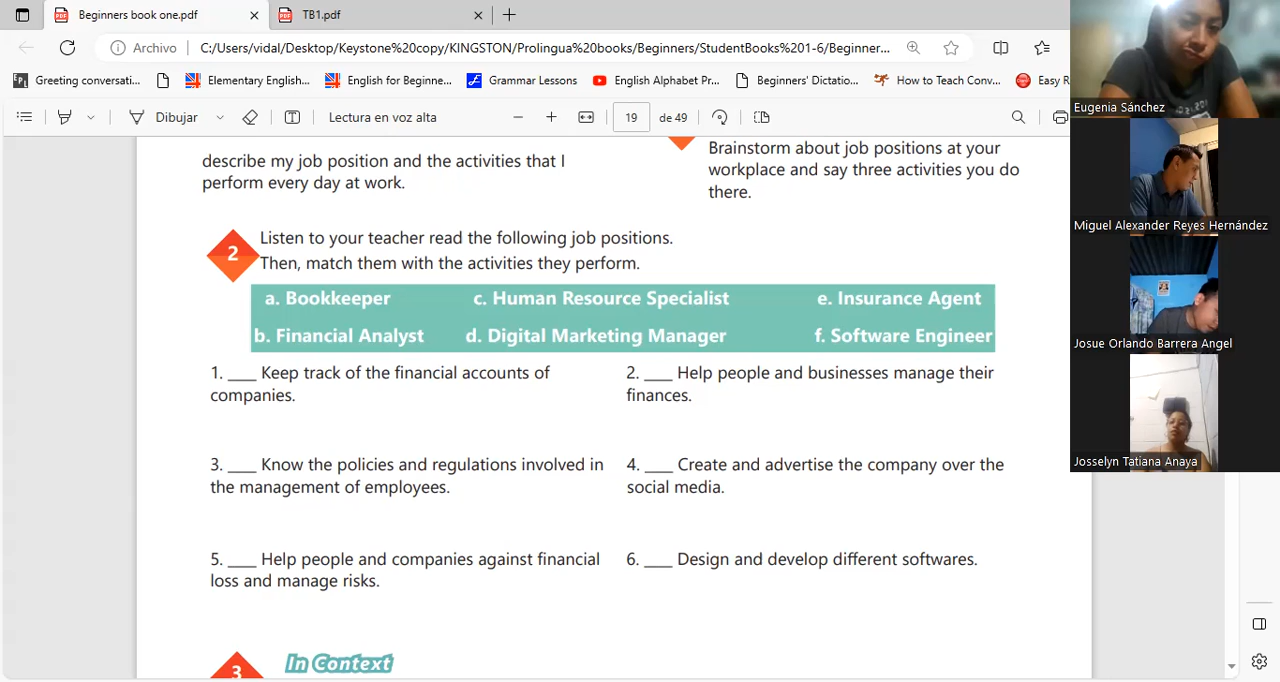 Beginners book one.pdf
TB1.pdf
Archivo
C:/Users/vidal/Desktop/Keystone%20copy/KINGSTON/Prolingua%20books/Beginners/StudentBooks%201-6/Beginner...
Greeting conversati...
Elementary English...
English for Beginne...
Grammar Lessons
English Alphabet Pr...
Beginners' Dictatio...
How to Teach Conv...
Easy R
Dibujar
Lectura en voz alta
19
de 49
describe my job position and the activities that I
perform every day at work.
Brainstorm about job positions at your
workplace and say three activities you do
there.
2
Listen to your teacher read the following job positions.
Then, match them with the activities they perform.
a. Bookkeeper
c. Human Resource Specialist
e. Insurance Agent
b. Financial Analyst
d. Digital Marketing Manager
f. Software Engineer
1. ___ Keep track of the financial accounts of
companies.
2. ___ Help people and businesses manage their
finances.
3. ___ Know the policies and regulations involved in
the management of employees.
4. ___ Create and advertise the company over the
social media.
5. ___ Help people and companies against financial
loss and manage risks.
6. ___ Design and develop different softwares.
3
In Context
Eugenia Sánchez
Miguel Alexander Reyes Hernández
Josue Orlando Barrera Angel
Josselyn Tatiana Anaya